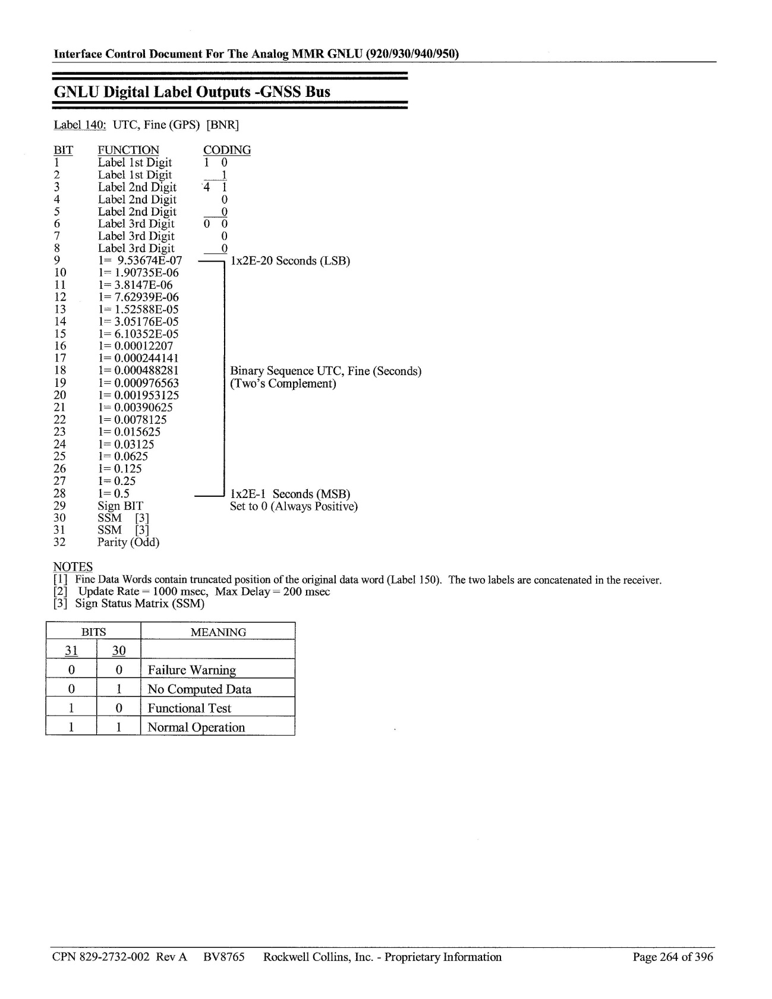 Interface Control Document For The Analog MMR GNLU (920/930/940/950)
GNLU Digital Label Outputs -GNSS Bus
Label 140: UTC, Fine (GPS) [BNR]
BIT FUNCTION CODING
1 Label 1st Digit 1 0
2 Label 1st Digit 1
3 Label 2nd Digit 4 1
4 Label 2nd Digit 0
5 Label 2nd Digit 0
6 Label 3rd Digit 0 0
7 Label 3rd Digit 0
8 Label 3rd Digit 0
9 1= 9.53674E-07 1x2E-20 Seconds (LSB)
10 1= 1.90735E-06
11 1= 3.8147E-06
12 1= 7.62939E-06
13 1= 1.52588E-05
14 1= 3.05176E-05
15 1= 6.10352E-05
16 1= 0.00012207
17 1= 0.000244141
18 1= 0.000488281 Binary Sequence UTC, Fine (Seconds)
19 1= 0.000976563 (Two's Complement)
20 1= 0.001953125
21 1= 0.00390625
22 1= 0.0078125
23 1= 0.015625
24 1= 0.03125
25 1= 0.0625
26 1= 0.125
27 1= 0.25
28 1= 0.5 1x2E-1 Seconds (MSB)
29 Sign BIT Set to 0 (Always Positive)
30 SSM [3]
31 SSM [3]
32 Parity (Odd)
NOTES
[1] Fine Data Words contain truncated position of the original data word (Label 150). The two labels are concatenated in the receiver.
[2] Update Rate = 1000 msec, Max Delay = 200 msec
[3] Sign Status Matrix (SSM)
BITS MEANING
31 30
0 0 Failure Warning
0 1 No Computed Data
1 0 Functional Test
1 1 Normal Operation
CPN 829-2732-002 Rev A BV8765 Rockwell Collins, Inc. - Proprietary Information Page 264 of 396